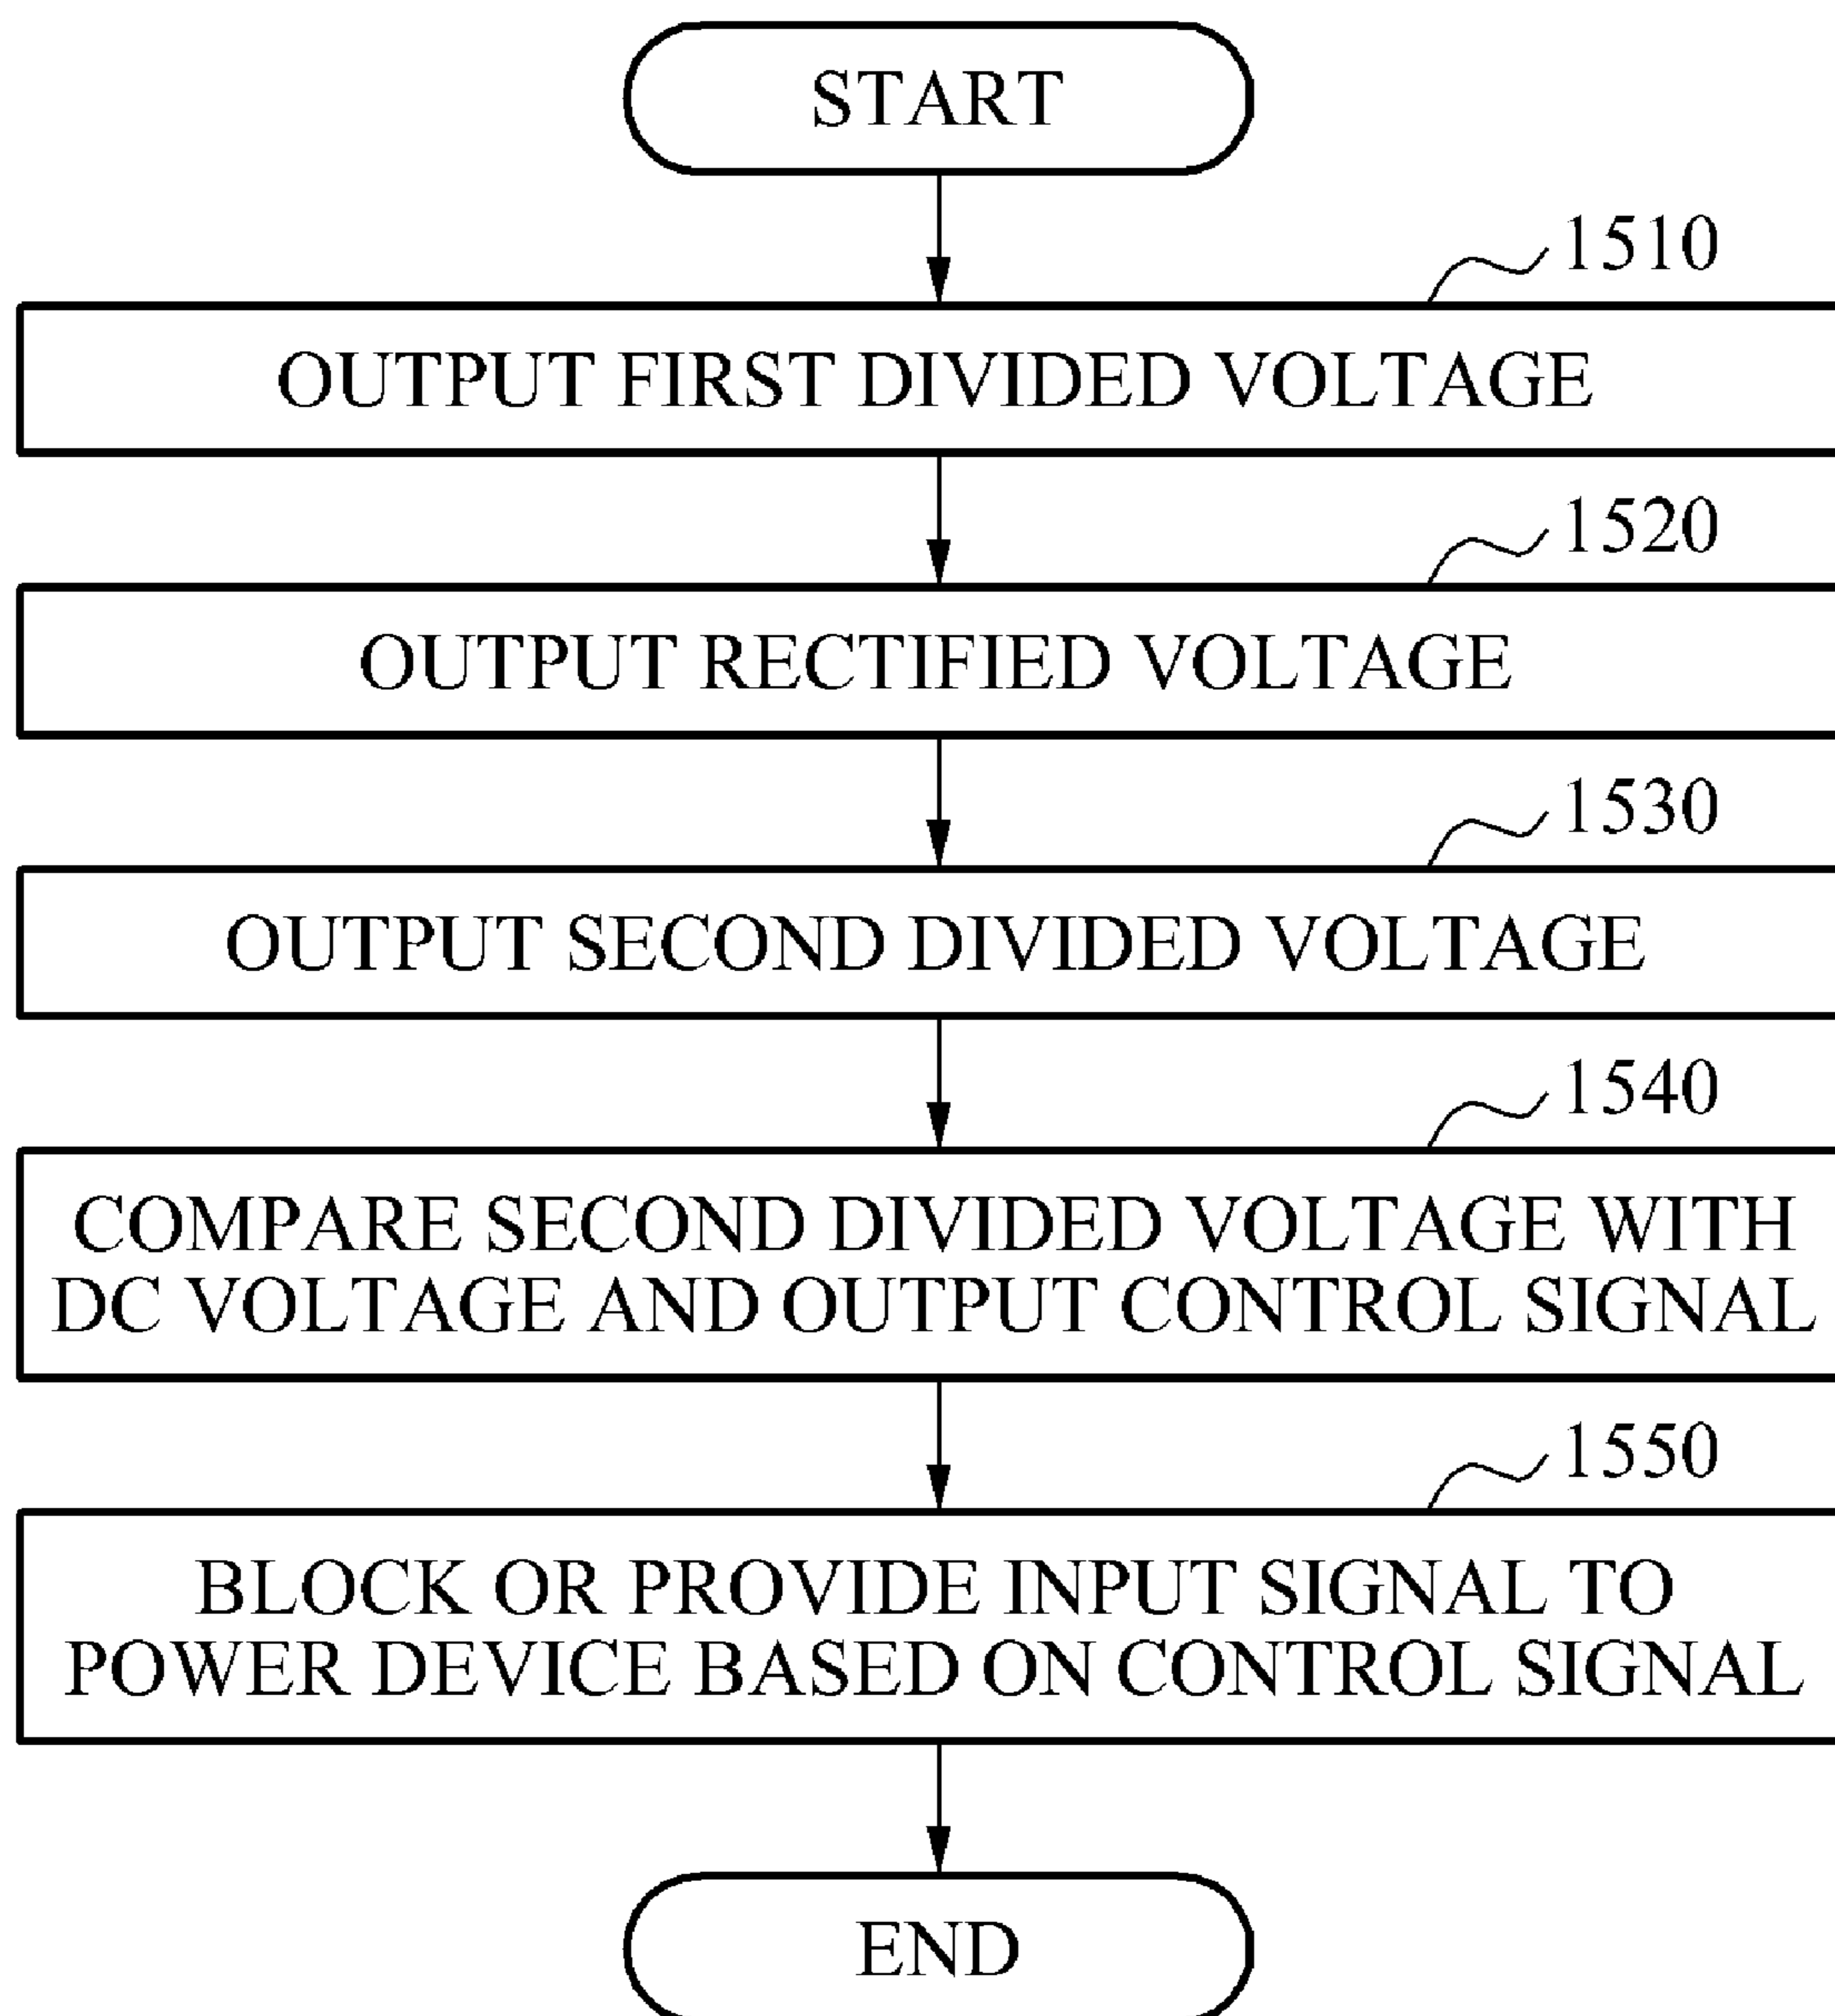 START
1510
OUTPUT FIRST DIVIDED VOLTAGE
1520
OUTPUT RECTIFIED VOLTAGE
1530
OUTPUT SECOND DIVIDED VOLTAGE
1540
COMPARE SECOND DIVIDED VOLTAGE WITH
DC VOLTAGE AND OUTPUT CONTROL SIGNAL
1550
BLOCK OR PROVIDE INPUT SIGNAL TO
POWER DEVICE BASED ON CONTROL SIGNAL
END